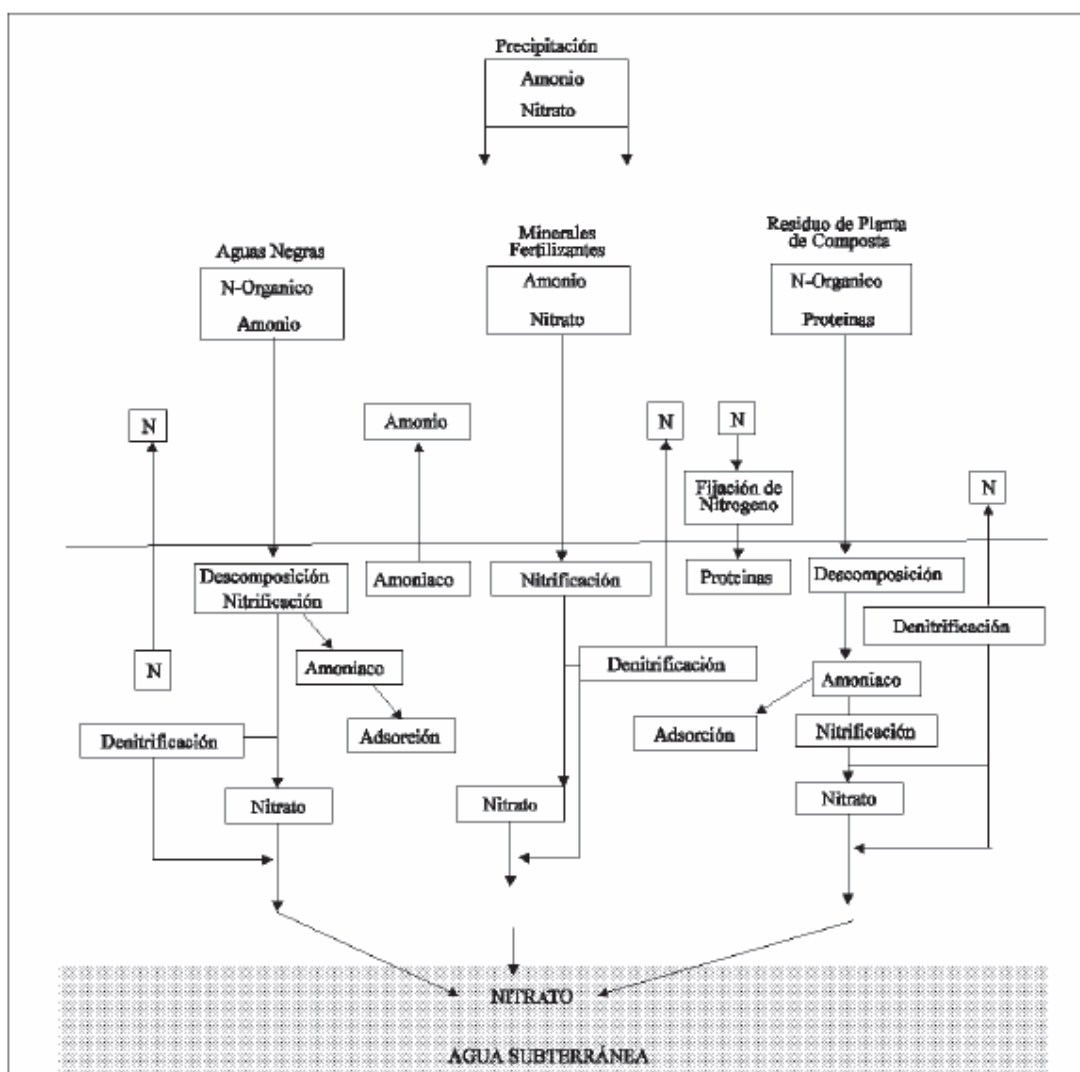 Precipitación
Amonio
Nitrato
Aguas Negras
N-Organico
Amonio
Minerales
Fertilizantes
Amonio
Nitrato
Residuo de Planta
de Composta
N-Organico
Proteinas
N
Amonio
N
N
Fijación de
Nitrogeno
N
Descomposición
Nitrificación
Amoniaco
Nitrificación
Proteinas
Descomposición
Denitrificación
N
Amoniaco
Denitrificación
Amoniaco
Denitrificación
Adsorción
Adsorción
Nitrificación
Nitrato
Nitrato
Nitrato
NITRATO
AGUA SUBTERRÁNEA